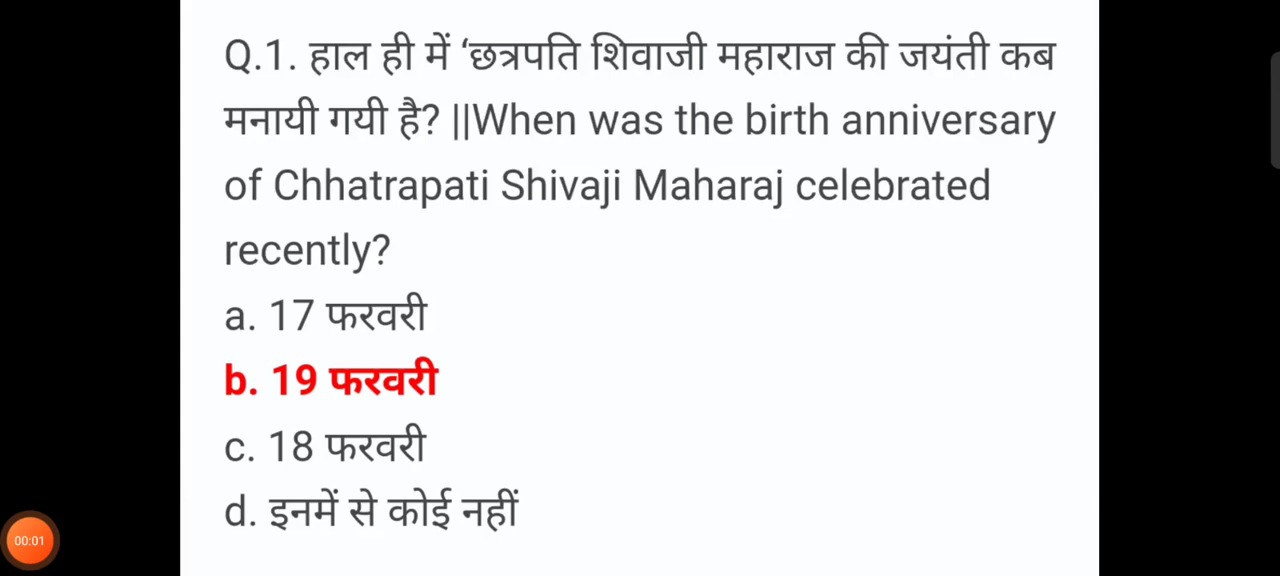 Q.1. हाल ही में ‘छत्रपति शिवाजी महाराज की जयंती कब
मनायी गयी है? ||When was the birth anniversary
of Chhatrapati Shivaji Maharaj celebrated
recently?
a. 17 फरवरी
b. 19 फरवरी
c. 18 फरवरी
d. इनमें से कोई नहीं
00:01